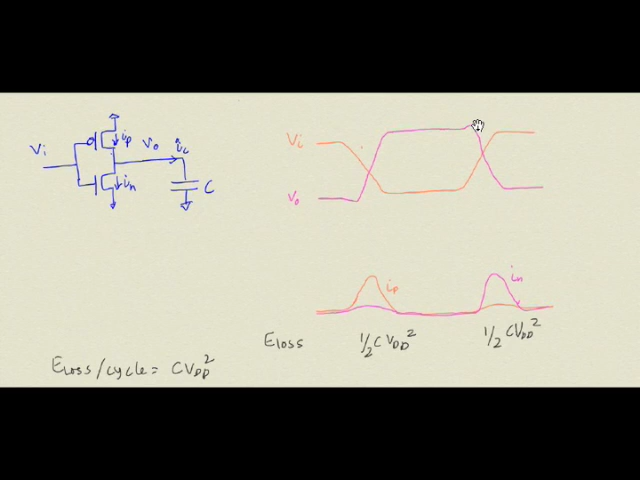 Vi
ip
Vo
ic
in
C
Vi
Vo
ip
in
Eloss
1/2 C VDD^2
1/2 CVDD^2
Eloss/cycle = CVDD^2